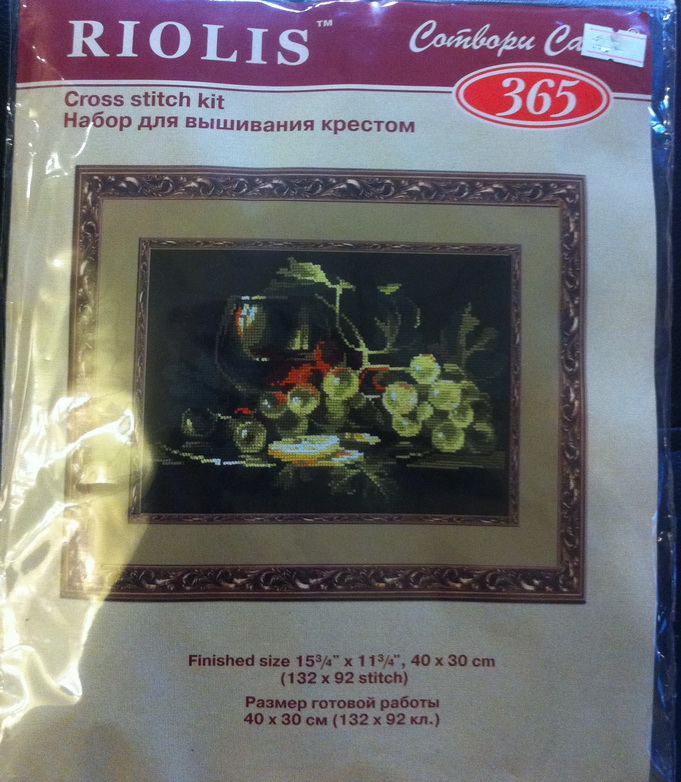 RIOLIS™
Сотвори
365
Cross stitch kit
Набор для вышивания крестом
Finished size 15¾” x 11¾”, 40 x 30 cm
(132 x 92 stitch)
Размер готовой работы
40 x 30 см (132 x 92 кл.)